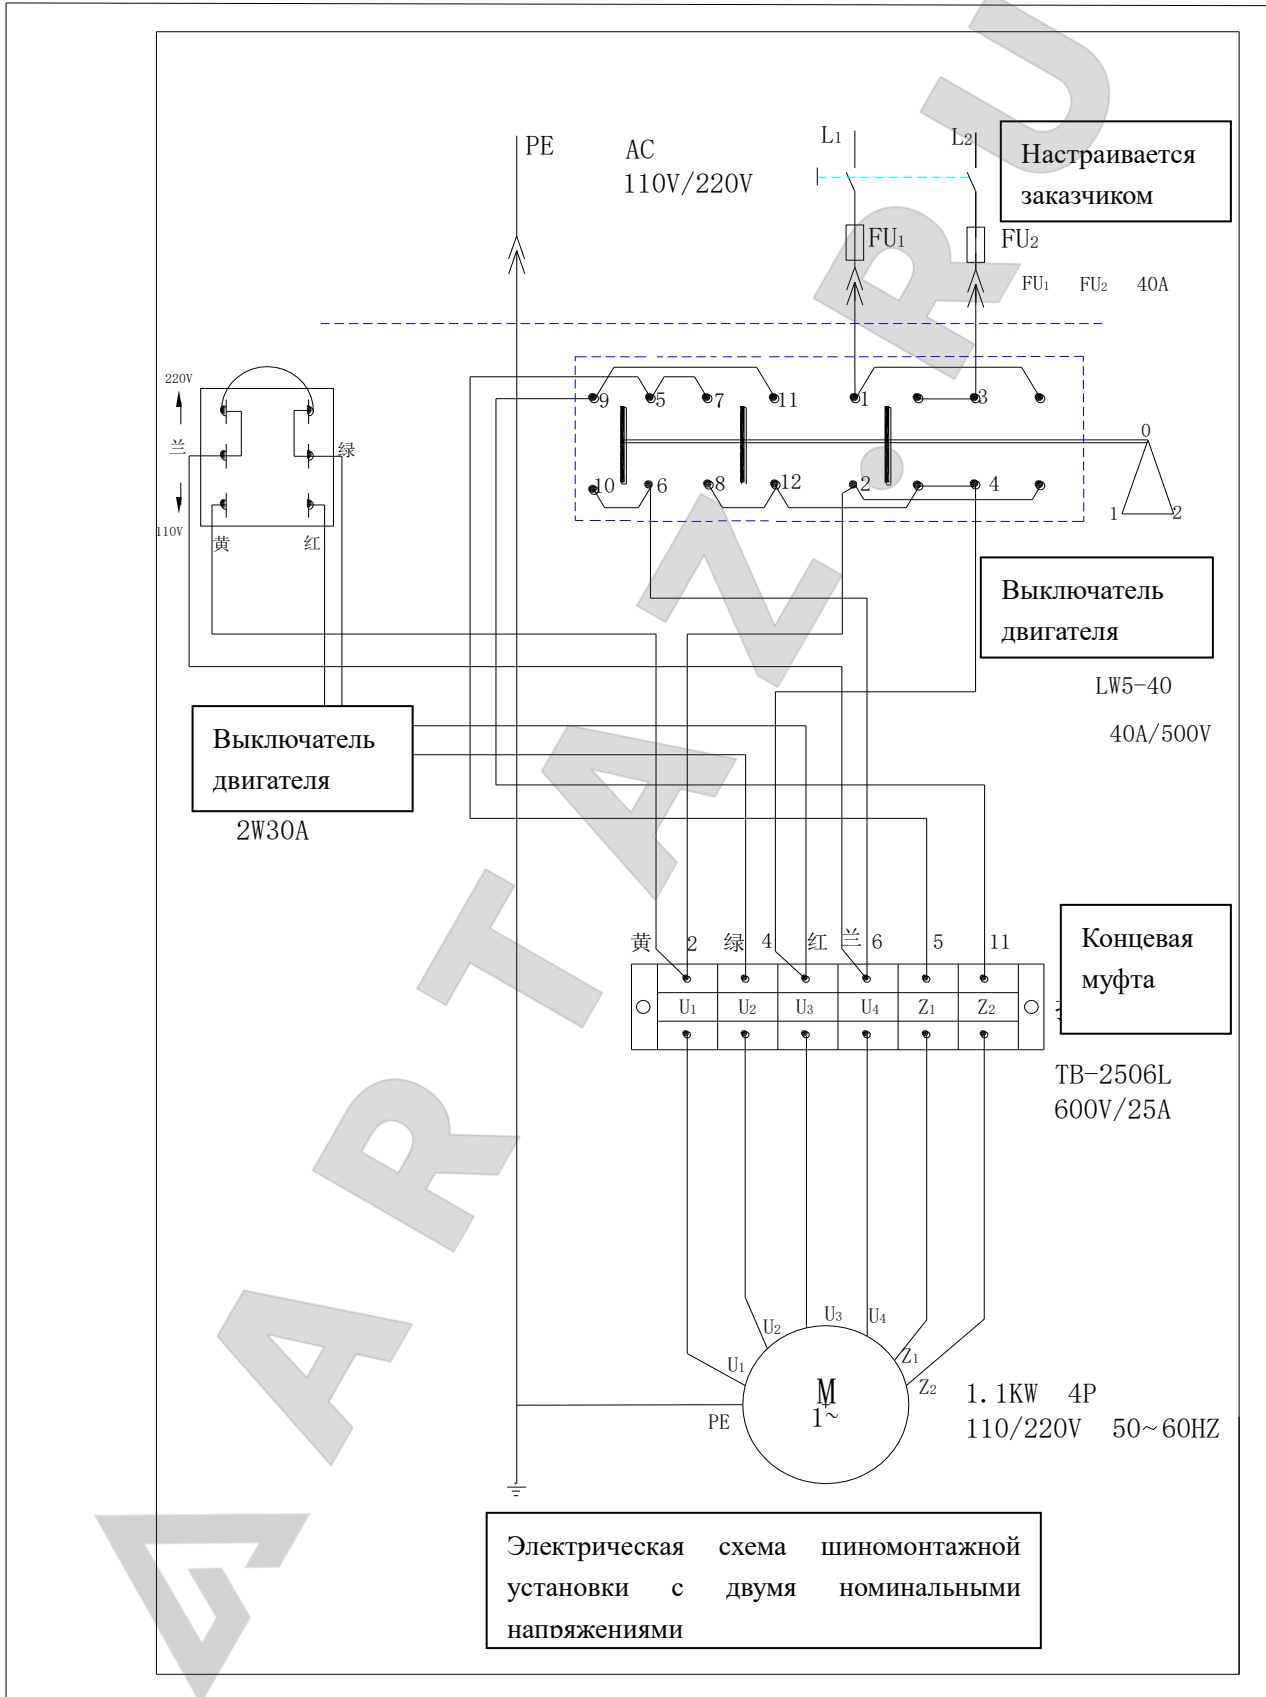 PE
AC
110V/220V
L1
L2
Настраивается
заказчиком
FU1
FU2
FU1 FU2 40A
220V
兰
绿
110V
黄
红
9
5
7
11
1
3
10
6
8
12
2
4
0
1
2
Выключатель
двигателя
LW5-40
40A/500V
Выключатель
двигателя
2W30A
黄
2
绿
4
红
兰
6
5
11
Концевая
муфта
U1
U2
U3
U4
Z1
Z2
TB-2506L
600V/25A
U1
U2
U3
U4
Z1
Z2
PE
M
1~
1.1KW 4P
110/220V 50~60HZ
Электрическая схема шиномонтажной
установки с двумя номинальными
напряжениями
ARTAZ.RU